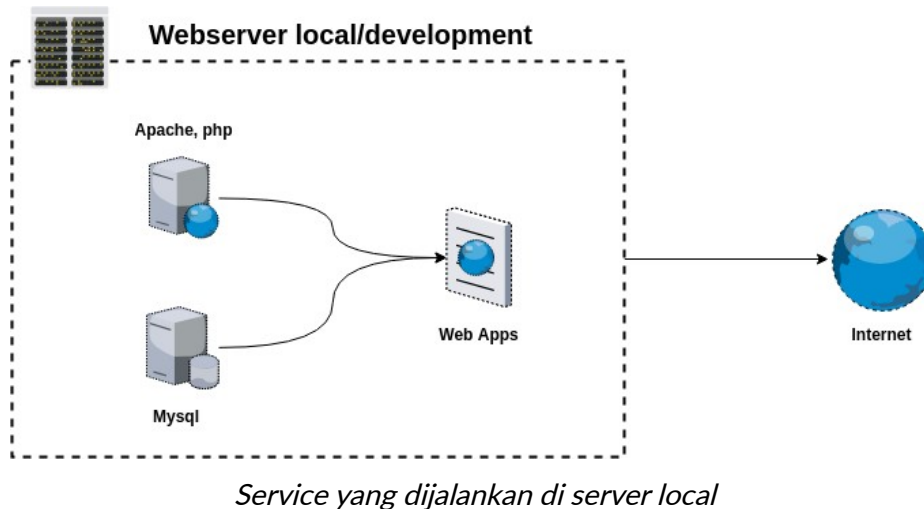 Webserver local/development
Apache, php
Web Apps
Internet
Mysql
Service yang dijalankan di server local